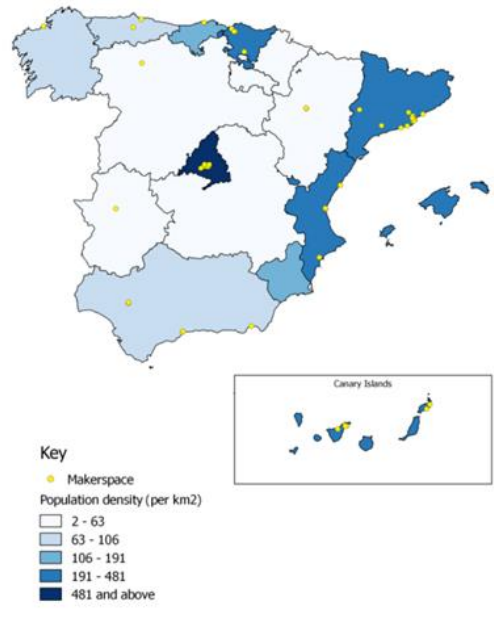 Canary Islands
Key
Makerspace
Population density (per km2)
2 - 63
63 - 106
106 - 191
191 - 481
481 and above